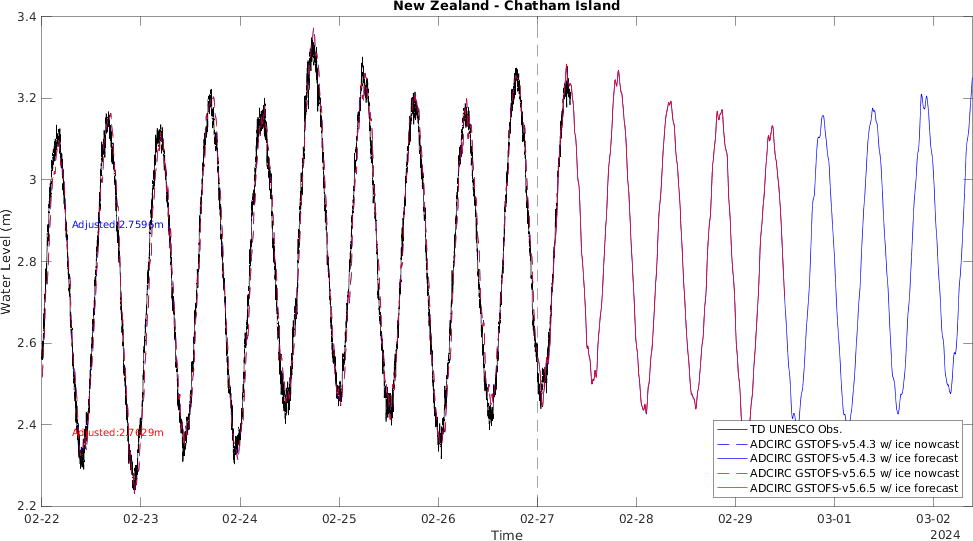 New Zealand - Chatham Island
3.4
3.2
3
2.8
2.6
2.4
2.2
Water Level (m)
Adjusted:2.7596m
Adjusted:2.7629m
TD UNESCO Obs.
ADCIRC GSTOFS-v5.4.3 w/ ice nowcast
ADCIRC GSTOFS-v5.4.3 w/ ice forecast
ADCIRC GSTOFS-v5.6.5 w/ ice nowcast
ADCIRC GSTOFS-v5.6.5 w/ ice forecast
02-22 02-23 02-24 02-25 02-26 02-27 02-28 02-29 03-01 03-02
Time
2024